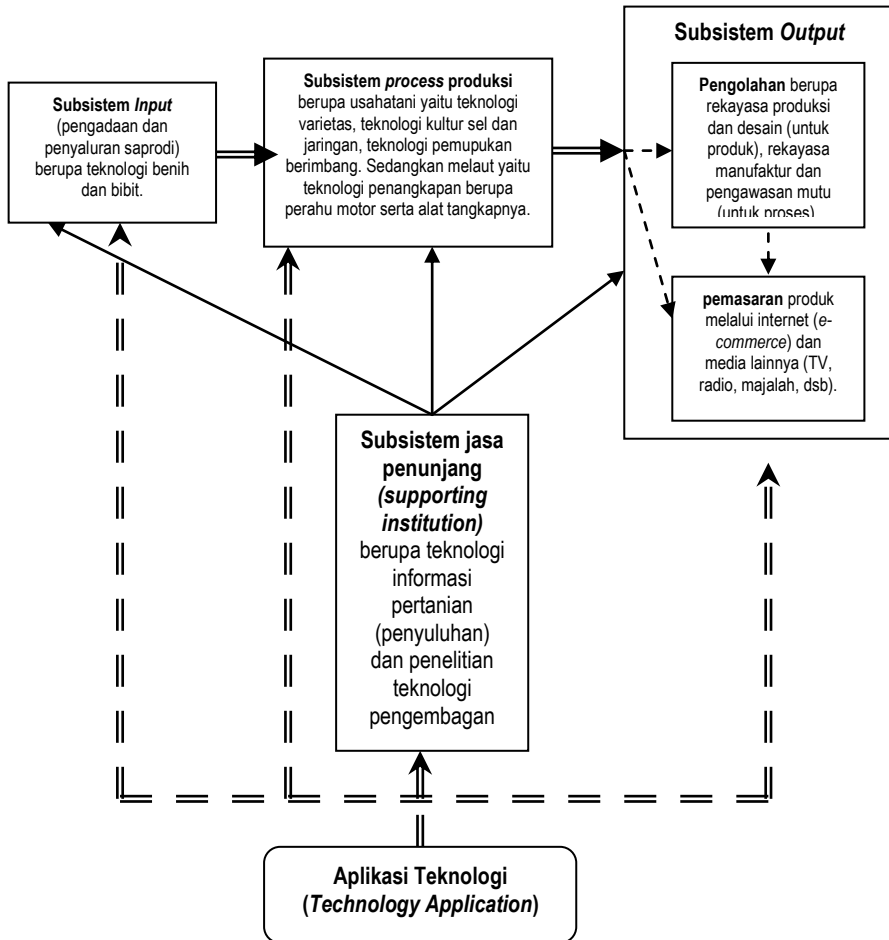 Subsistem Input
(pengadaan dan
penyaluran saprodi)
berupa teknologi benih
dan bibit.
Subsistem process produksi
berupa usahatani yaitu teknologi
varietas, teknologi kultur sel dan
jaringan, teknologi pemupukan
berimbang. Sedangkan melaut yaitu
teknologi penangkapan berupa
perahu motor serta alat tangkapnya.
Subsistem Output
Pengolahan berupa
rekayasa produksi
dan desain (untuk
produk), rekayasa
manufaktur dan
pengawasan mutu
(untuk proses)
pemasaran produk
melalui internet (e-
commerce) dan
media lainnya (TV,
radio, majalah, dsb).
Subsistem jasa
penunjang
(supporting
institution)
berupa teknologi
informasi
pertanian
(penyuluhan)
dan penelitian
teknologi
pengembagan
Aplikasi Teknologi
(Technology Application)